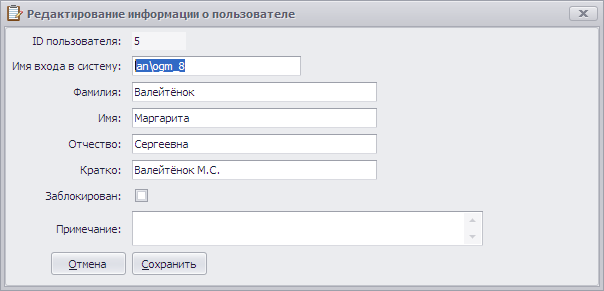 Редактирование информации о пользователе
ID пользователя: 5
Имя входа в систему: an\ogm_8
Фамилия: Валейтёнок
Имя: Маргарита
Отчество: Сергеевна
Кратко: Валейтёнок М.С.
Заблокирован:
Примечание:
Отмена Сохранить